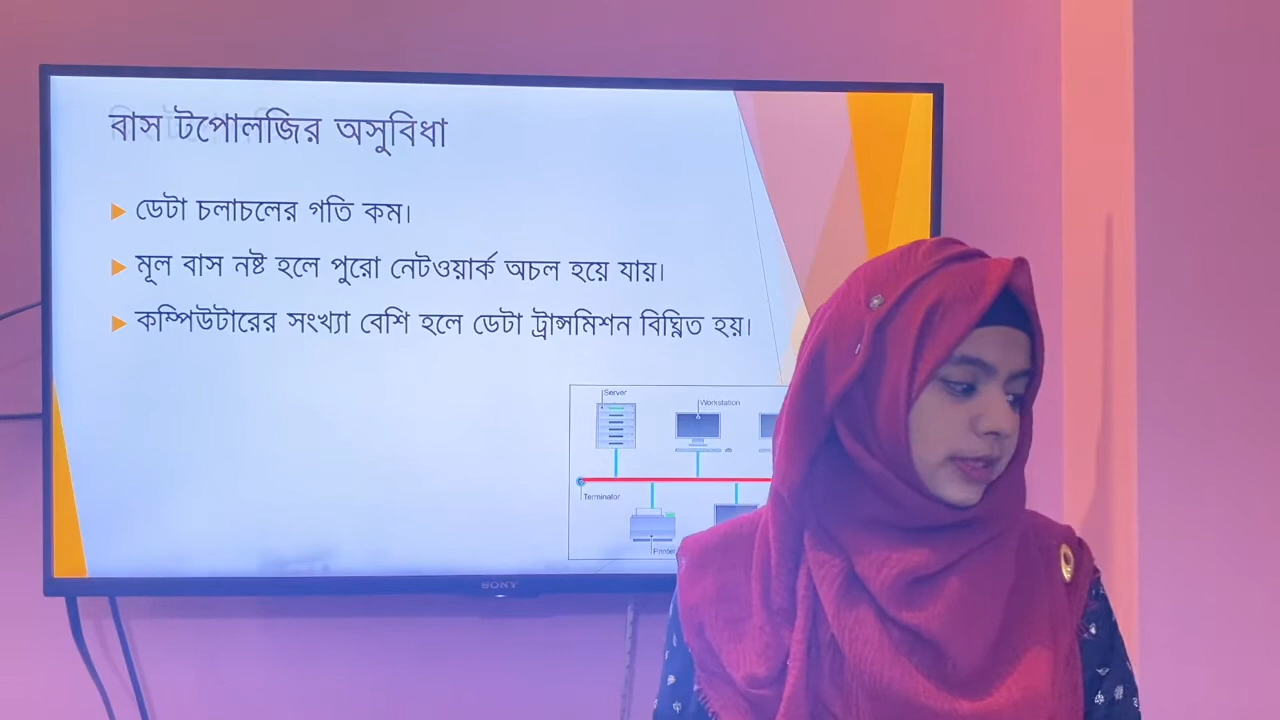 বাস টপোলজির অসুবিধা
ডেটা চলাচলের গতি কম।
মূল বাস নষ্ট হলে পুরো নেটওয়ার্ক অচল হয়ে যায়।
কম্পিউটারের সংখ্যা বেশি হলে ডেটা ট্রান্সমিশন বিঘ্নিত হয়।
Server
Workstation
Terminator
Printer
SONY